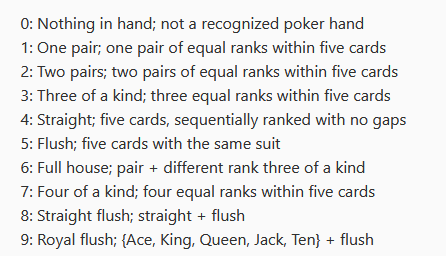 0: Nothing in hand; not a recognized poker hand
1: One pair; one pair of equal ranks within five cards
2: Two pairs; two pairs of equal ranks within five cards
3: Three of a kind; three equal ranks within five cards
4: Straight; five cards, sequentially ranked with no gaps
5: Flush; five cards with the same suit
6: Full house; pair + different rank three of a kind
7: Four of a kind; four equal ranks within five cards
8: Straight flush; straight + flush
9: Royal flush; {Ace, King, Queen, Jack, Ten} + flush